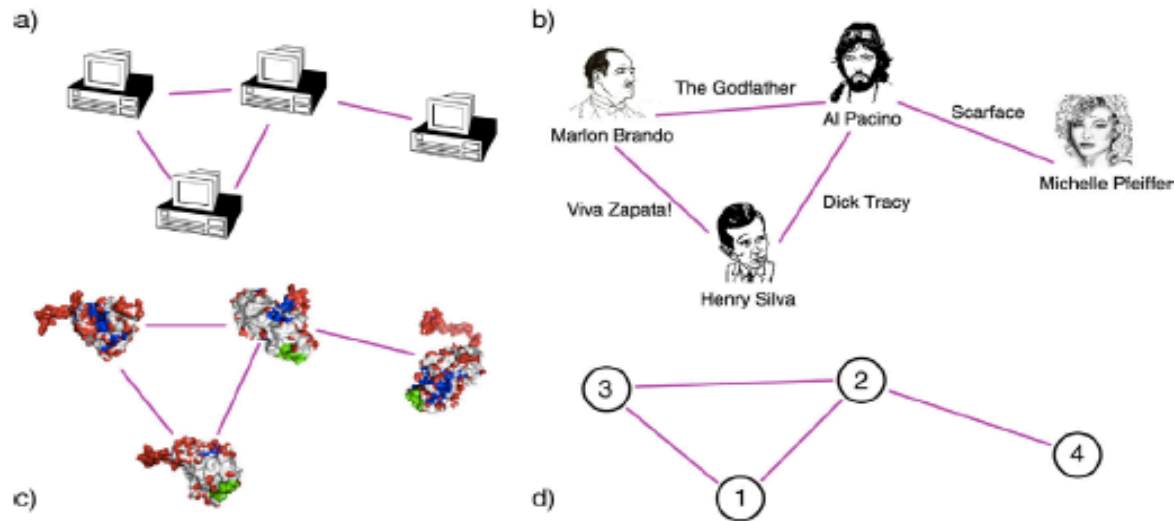 a)
b)
The Godfather
Scarface
Marlon Brando
Al Pacino
Michelle Pfeiffer
Viva Zapata!
Dick Tracy
Henry Silva
3
2
4
1
c)
d)